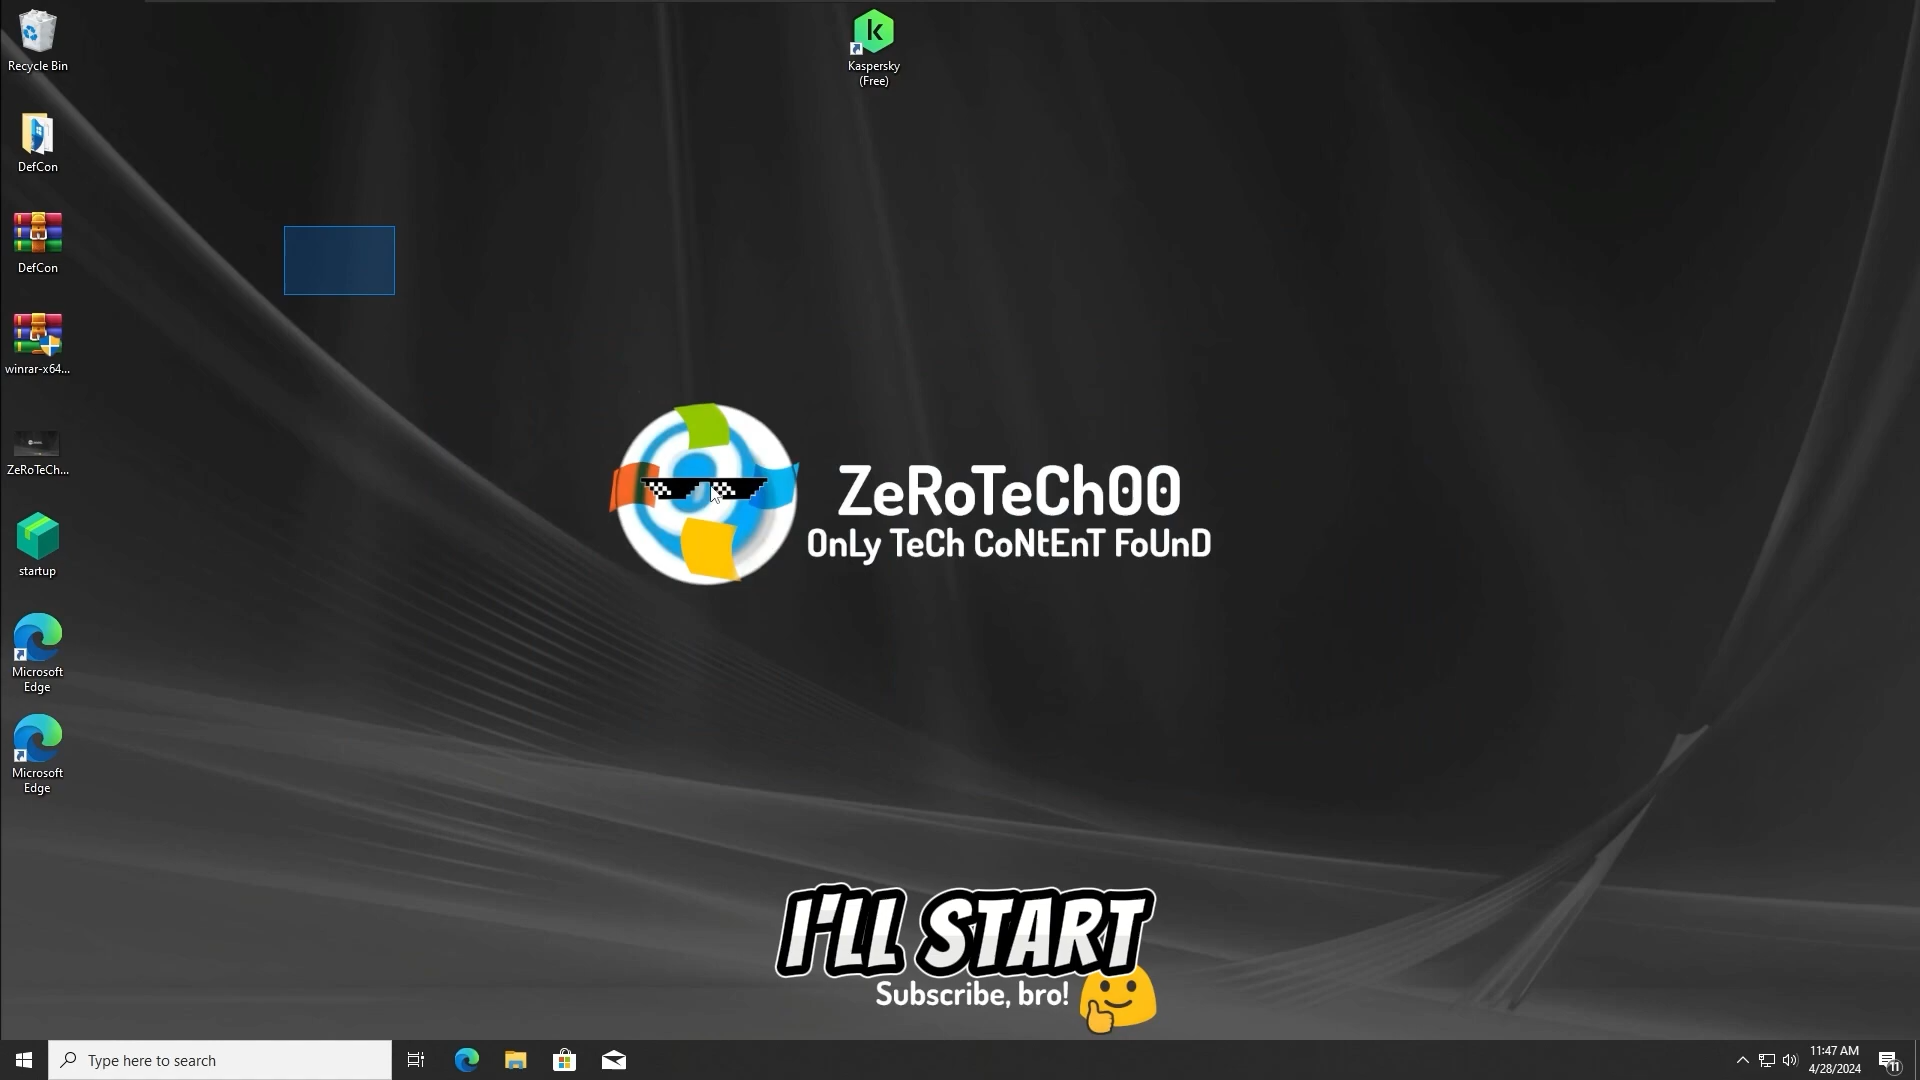 Recycle Bin
Kaspersky
(Free)
DefCon
DefCon
winrar-x64...
ZeRoTeCh...
startup
Microsoft
Edge
Microsoft
Edge
ZeRoTeCh00
OnLy TeCh CoNtEnT FoUnD
I'LL START
Subscribe, bro!
Type here to search
11:47 AM
4/28/2024
11